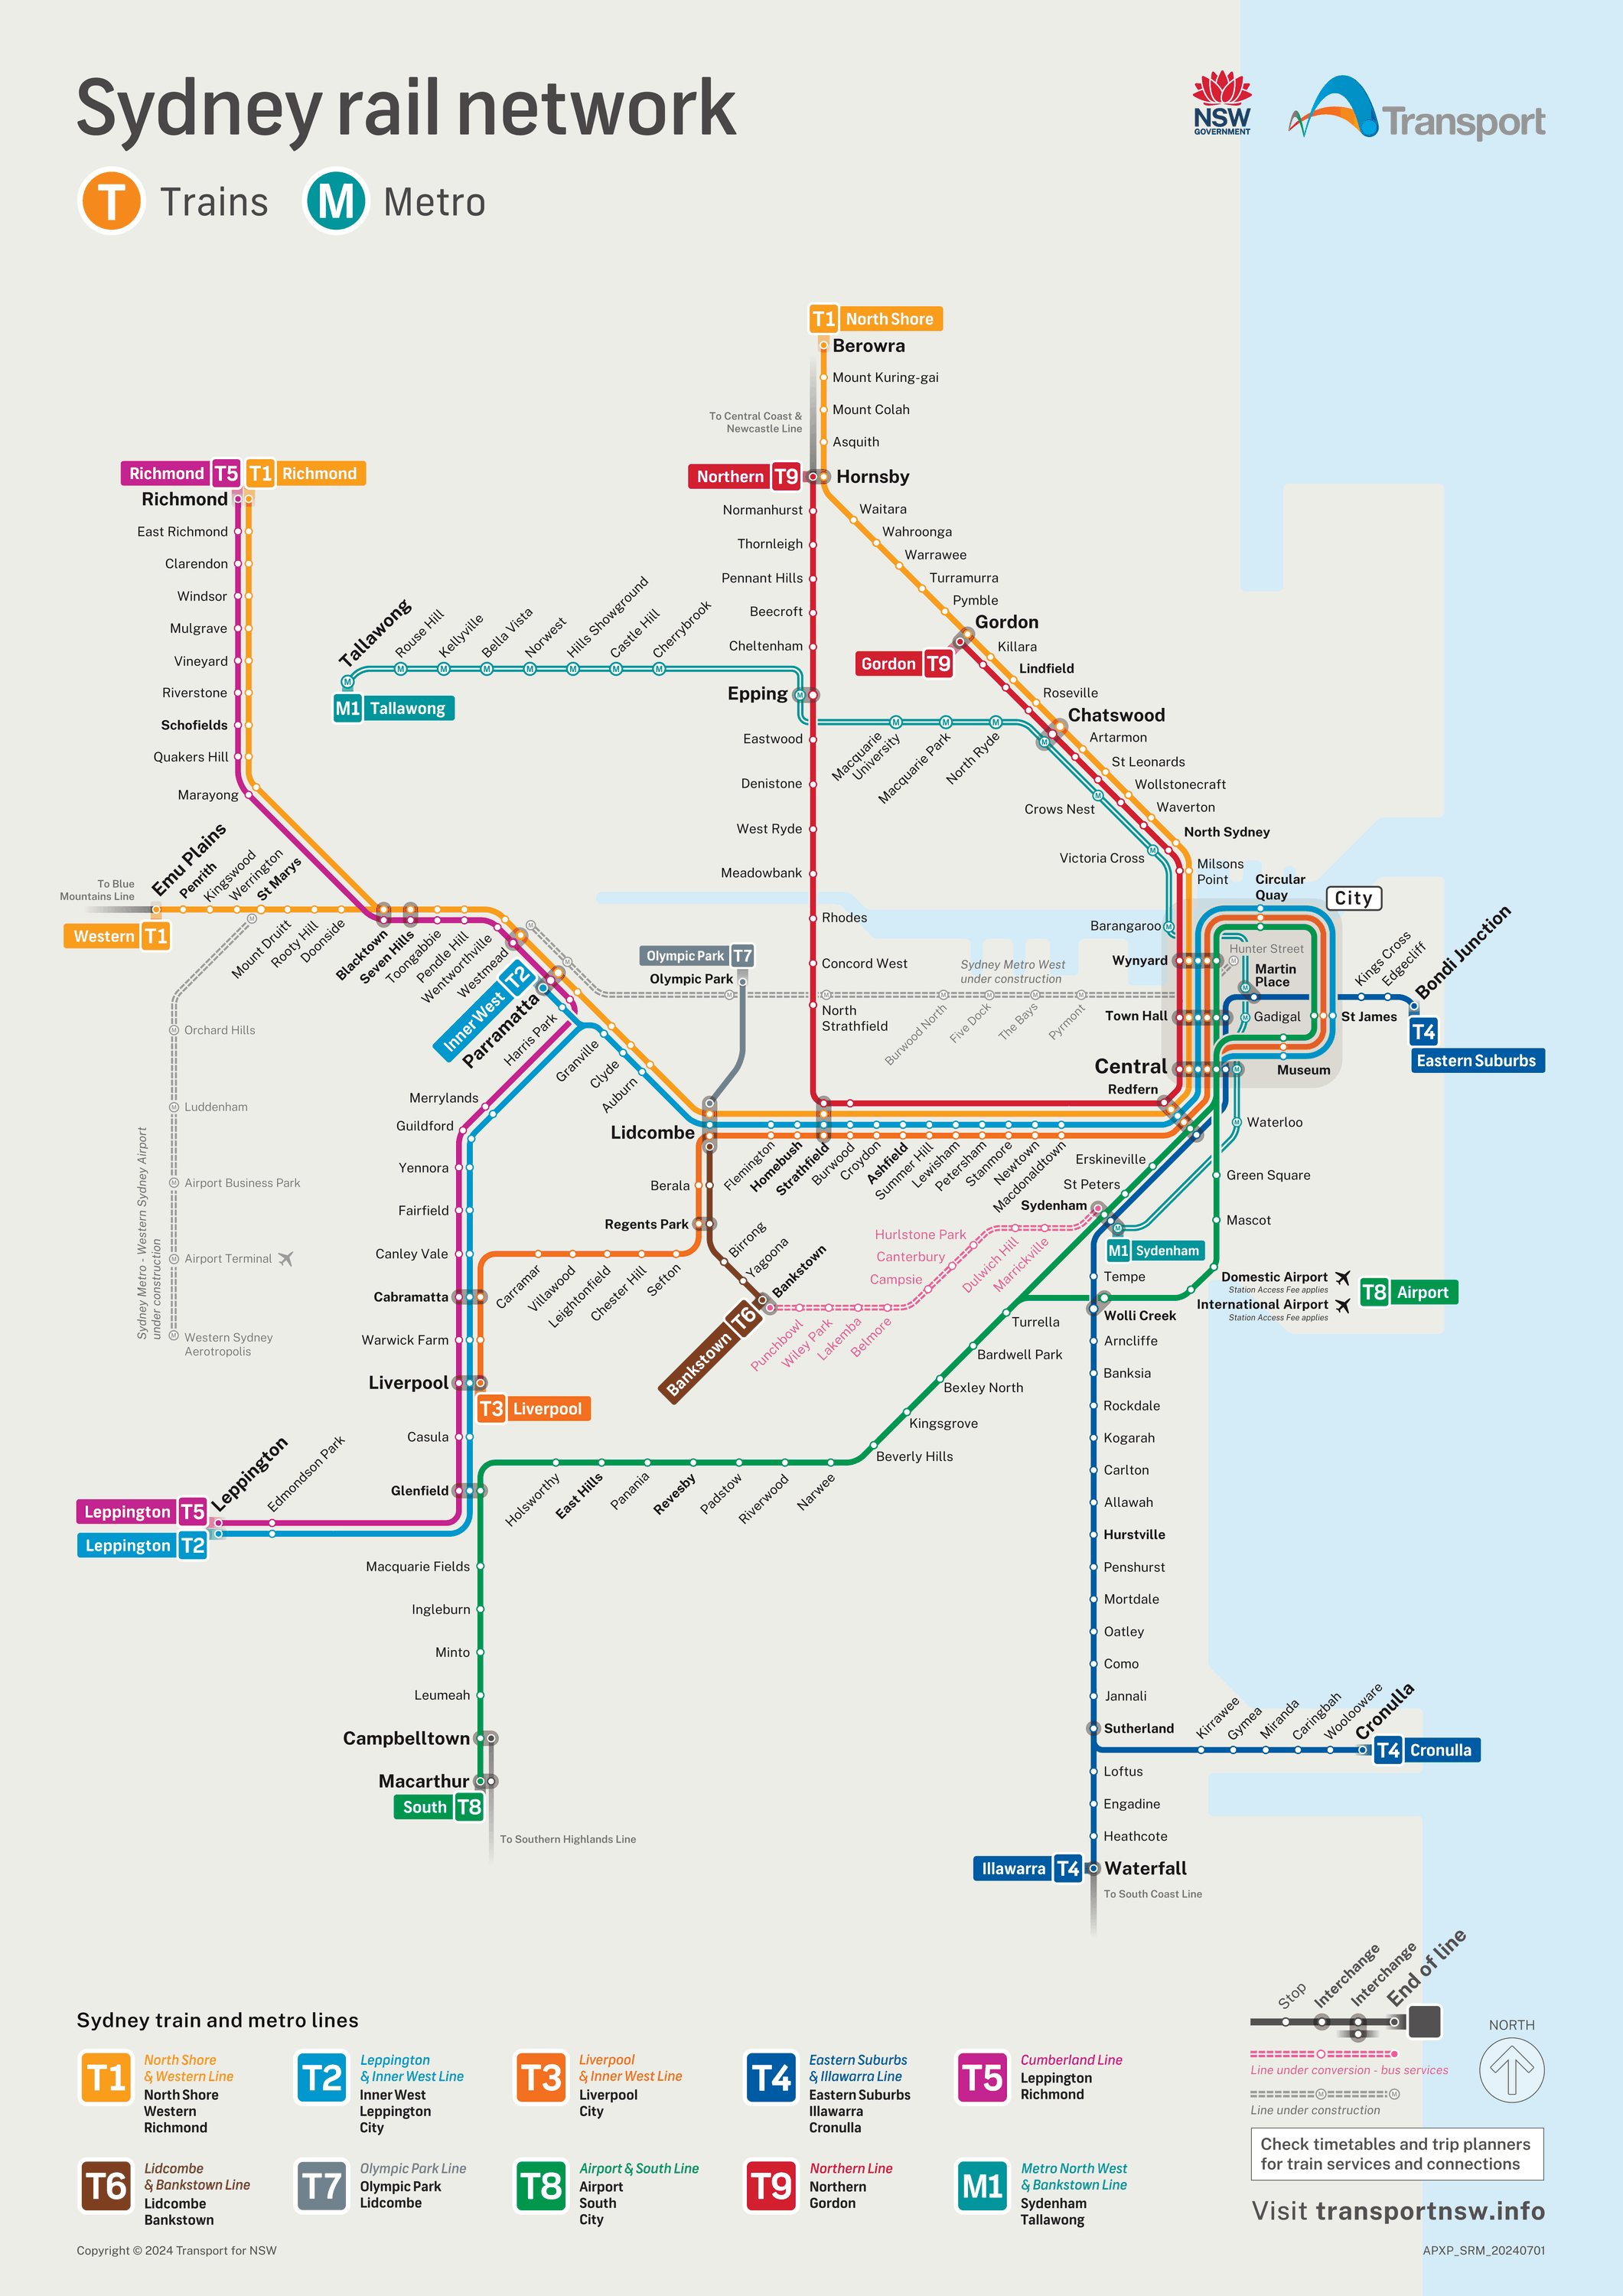 Sydney rail network
NSW
GOVERNMENT
Transport
T Trains
M Metro
T1 North Shore
Berowra
Mount Kuring-gai
Mount Colah
Asquith
To Central Coast &
Newcastle Line
Northern T9
Hornsby
Normanhurst
Thornleigh
Pennant Hills
Beecroft
Cheltenham
Epping
Eastwood
Denistone
West Ryde
Meadowbank
Rhodes
Concord West
North
Strathfield
Waitara
Wahroonga
Warrawee
Turramurra
Pymble
Gordon
Gordon T9
Killara
Lindfield
Roseville
Chatswood
Artarmon
St Leonards
Wollstonecraft
Waverton
North Sydney
Milsons
Point
Richmond T5
T1 Richmond
Richmond
East Richmond
Clarendon
Windsor
Mulgrave
Vineyard
Riverstone
Schofields
Quakers Hill
Marayong
Tallawong
M1 Tallawong
Rouse Hill
Kellyville
Bella Vista
Norwest
Hills Showground
Castle Hill
Cherrybrook
Macquarie
University
Macquarie Park
North Ryde
Crows Nest
Victoria Cross
Barangaroo
To Blue
Mountains Line
Western T1
Emu Plains
Penrith
Kingswood
Werrington
St Marys
Mount Druitt
Rooty Hill
Doonside
Blacktown
Seven Hills
Toongabbie
Pendle Hill
Wentworthville
Westmead
Inner West T2
Parramatta
Harris Park
Granville
Clyde
Auburn
Olympic Park T7
Olympic Park
Sydney Metro West
under construction
Burwood North
Five Dock
The Bays
Pyrmont
Circular
Quay
City
Wynyard
Hunter Street
Martin
Place
Town Hall
Gadigal
St James
Central
Museum
Redfern
Kings Cross
Edgecliff
Bondi Junction
T4
Eastern Suburbs
Orchard Hills
Luddenham
Airport Business Park
Airport Terminal
Western Sydney
Aerotropolis
Sydney Metro - Western Sydney Airport
under construction
Merrylands
Guildford
Yennora
Fairfield
Canley Vale
Cabramatta
Warwick Farm
Liverpool
T3 Liverpool
Casula
Glenfield
Lidcombe
Berala
Regents Park
Flemington
Homebush
Strathfield
Burwood
Croydon
Ashfield
Summer Hill
Lewisham
Petersham
Stanmore
Newtown
Macdonaldtown
Carramar
Villawood
Leightonfield
Chester Hill
Sefton
Birrong
Yagoona
Bankstown
Bankstown T6
Punchbowl
Wiley Park
Lakemba
Belmore
Campsie
Canterbury
Hurlstone Park
Dulwich Hill
Marrickville
Erskineville
St Peters
Sydenham
M1 Sydenham
Waterloo
Green Square
Mascot
Domestic Airport
Station Access Fee applies
International Airport
Station Access Fee applies
T8 Airport
Tempe
Wolli Creek
Turrella
Bardwell Park
Bexley North
Kingsgrove
Beverly Hills
Narwee
Riverwood
Padstow
Revesby
Panania
East Hills
Holsworthy
Arncliffe
Banksia
Rockdale
Kogarah
Carlton
Allawah
Hurstville
Penshurst
Mortdale
Oatley
Como
Jannali
Sutherland
Kirrawee
Gymea
Miranda
Caringbah
Woolooware
Cronulla
T4 Cronulla
Loftus
Engadine
Heathcote
Illawarra T4
Waterfall
To South Coast Line
Leppington T5
Leppington T2
Leppington
Edmondson Park
Macquarie Fields
Ingleburn
Minto
Leumeah
Campbelltown
Macarthur
South T8
To Southern Highlands Line
Sydney train and metro lines
T1
North Shore
& Western Line
North Shore
Western
Richmond
T2
Leppington
& Inner West Line
Inner West
Leppington
City
T3
Liverpool
& Inner West Line
Liverpool
City
T4
Eastern Suburbs
& Illawarra Line
Eastern Suburbs
Illawarra
Cronulla
T5
Cumberland Line
Leppington
Richmond
T6
Lidcombe
& Bankstown Line
Lidcombe
Bankstown
T7
Olympic Park Line
Olympic Park
Lidcombe
T8
Airport & South Line
Airport
South
City
T9
Northern Line
Northern
Gordon
M1
Metro North West
& Bankstown Line
Sydenham
Tallawong
Stop
Interchange
Interchange
End of line
Line under conversion - bus services
Line under construction
NORTH
Check timetables and trip planners
for train services and connections
Visit transportnsw.info
Copyright © 2024 Transport for NSW
APXP_SRM_20240701